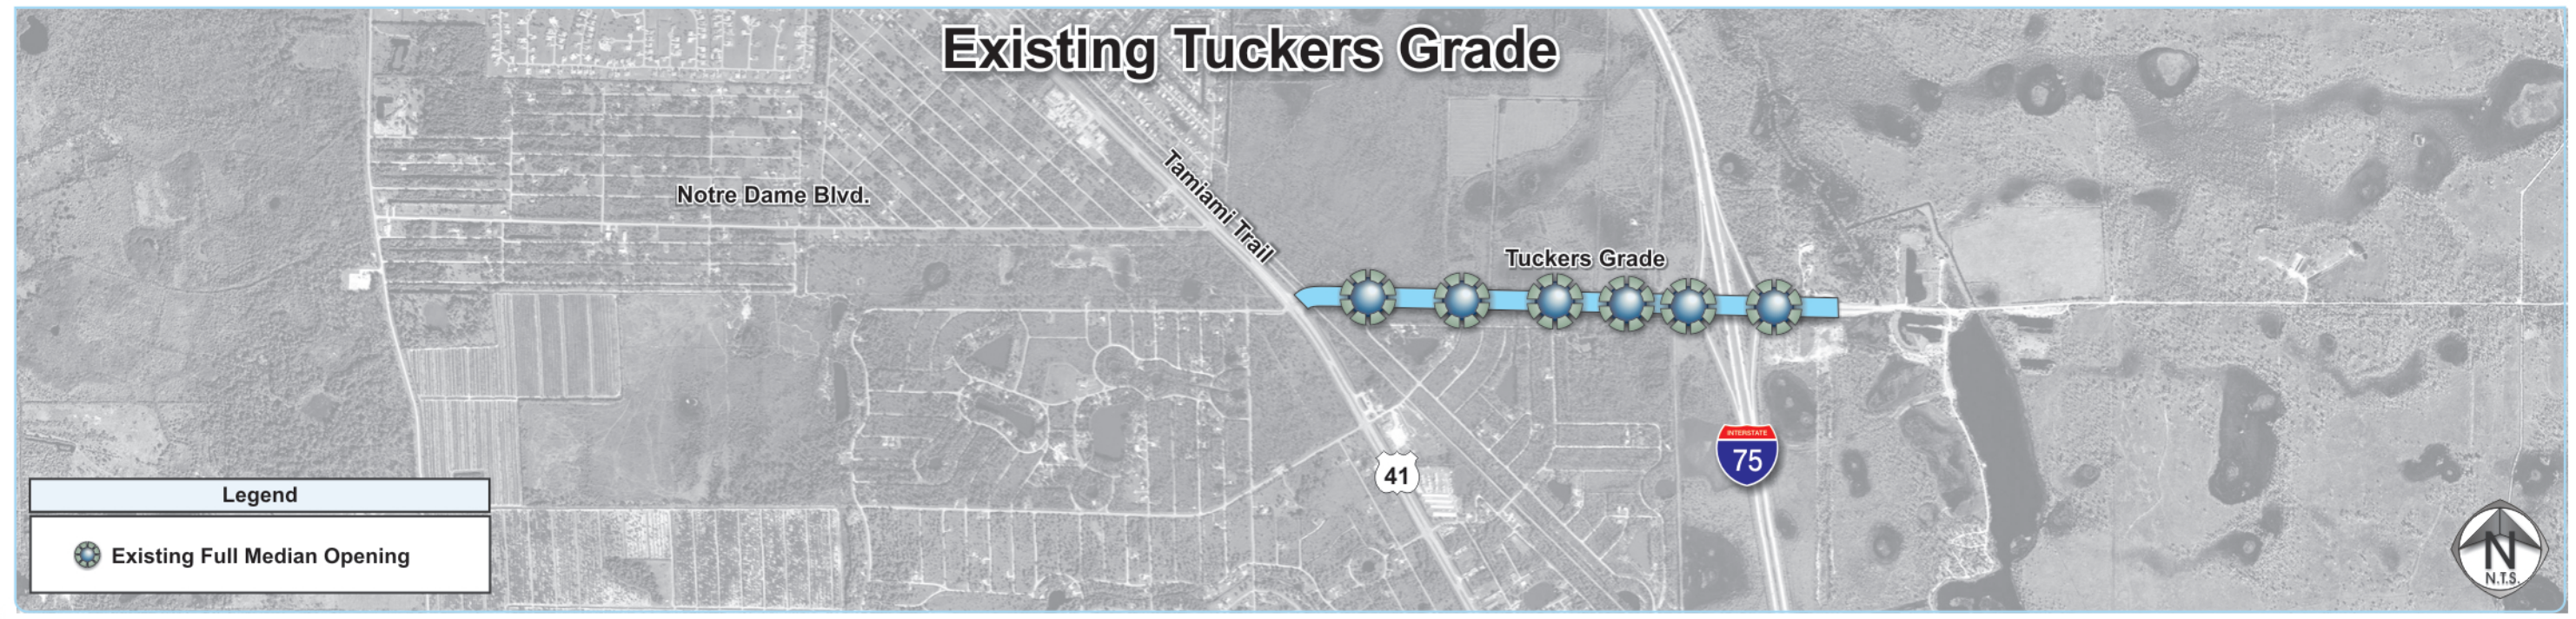 Existing Tuckers Grade
Notre Dame Blvd.
Tamiami Trail
Tuckers Grade
41
INTERSTATE
75
Legend
Existing Full Median Opening
N
N.T.S.